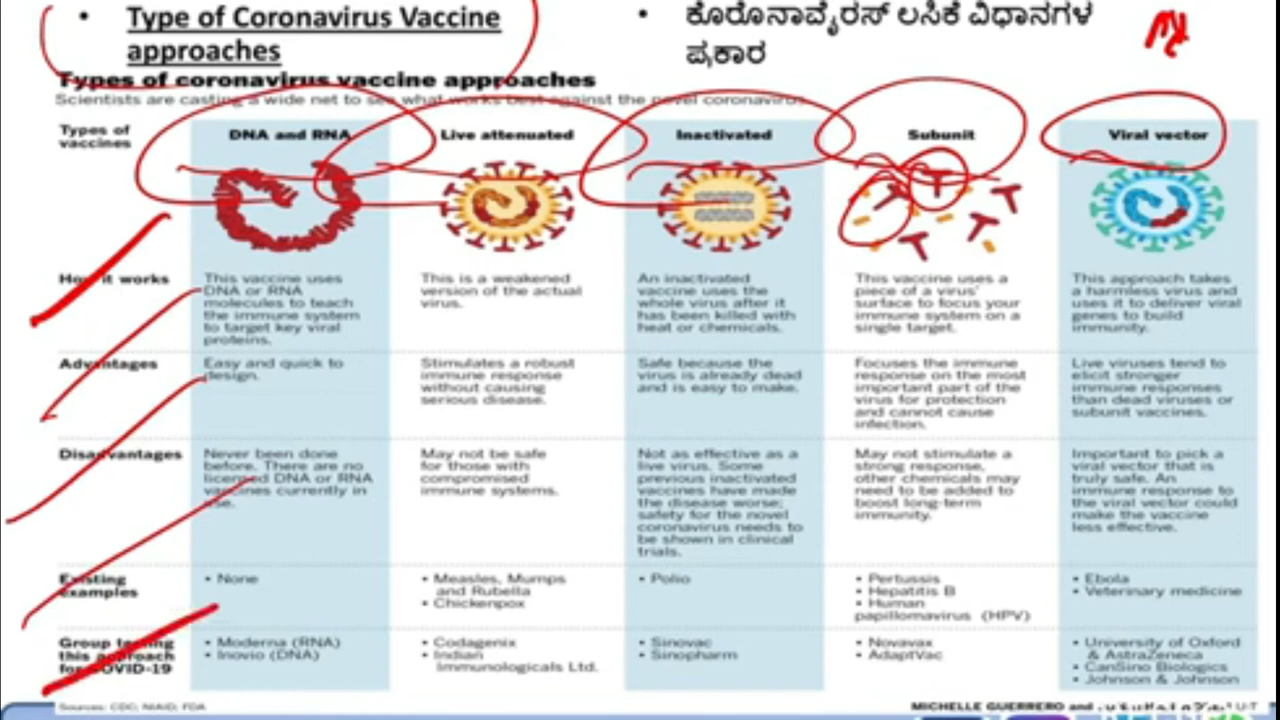 • Type of Coronavirus Vaccine
approaches
• ಕೊರೊನಾವೈರಸ್ ಲಸಿಕೆ ವಿಧಾನಗಳ
ಪ್ರಕಾರ
Types of coronavirus vaccine approaches
Scientists are casting a wide net to see what works best against the novel coronavirus.
Types of
vaccines
DNA and RNA
Live attenuated
Inactivated
Subunit
Viral vector
How it works
This vaccine uses
DNA or RNA
molecules to teach
the immune system
to target key viral
proteins.
This is a weakened
version of the actual
virus.
An inactivated
vaccine uses the
whole virus after it
has been killed with
heat or chemicals.
This vaccine uses a
piece of a virus'
surface to focus your
immune system on a
single target.
This approach takes
a harmless virus and
uses it to deliver viral
genes to build
immunity.
Advantages
Easy and quick to
design.
Stimulates a robust
immune response
without causing
serious disease.
Safe because the
virus is already dead
and is easy to make.
Focuses the immune
response on the most
important part of the
virus for protection
and cannot cause
infection.
Live viruses tend to
elicit stronger
immune responses
than dead viruses or
subunit vaccines.
Disadvantages
Never been done
before. There are no
licensed DNA or RNA
vaccines currently in
use.
May not be safe
for those with
compromised
immune systems.
Not as effective as a
live virus. Some
previous inactivated
vaccines have made
the disease worse;
safety for the novel
coronavirus needs to
be shown in clinical
trials.
May not stimulate a
strong response,
other chemicals may
need to be added to
boost long-term
immunity.
Important to pick a
viral vector that is
truly safe. An
immune response to
the viral vector could
make the vaccine
less effective.
Existing
examples
• None
• Measles, Mumps
and Rubella
• Chickenpox
• Polio
• Pertussis
• Hepatitis B
• Human
papillomavirus (HPV)
• Ebola
• Veterinary medicine
Group testing
this approach
for COVID-19
• Moderna (RNA)
• Inovio (DNA)
• Codagenix
• Indian
Immunologicals Ltd.
• Sinovac
• Sinopharm
• Novavax
• AdaptVac
• University of Oxford
& AstraZeneca
• CanSino Biologics
• Johnson & Johnson
Sources: CDC; NIAID; FDA
MICHELLE GUERRERO and
U-T